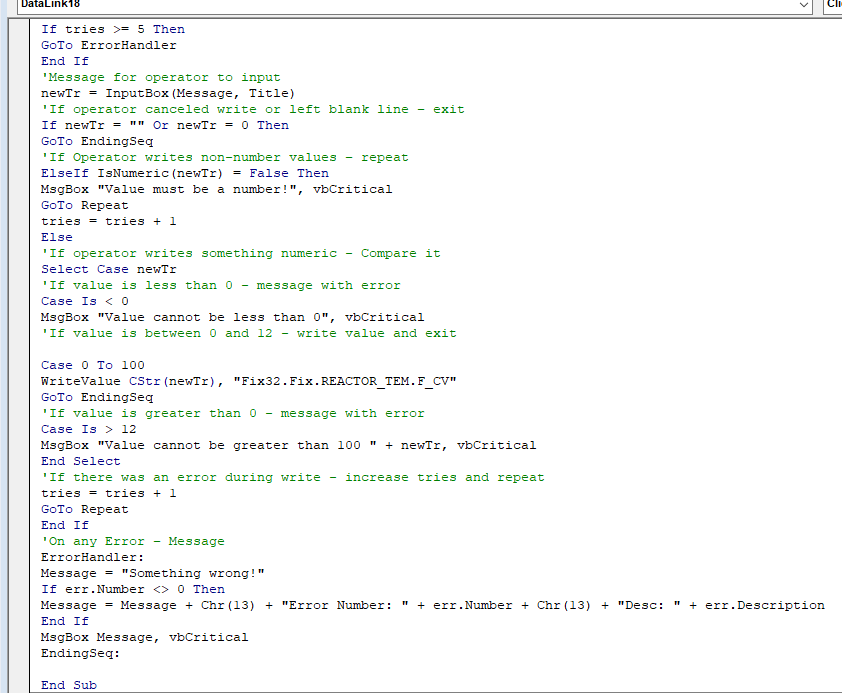 DataLink18
If tries >= 5 Then
GoTo ErrorHandler
End If
'Message for operator to input
newTr = InputBox(Message, Title)
'If operator canceled write or left blank line - exit
If newTr = "" Or newTr = 0 Then
GoTo EndingSeq
'If Operator writes non-number values - repeat
ElseIf IsNumeric(newTr) = False Then
MsgBox "Value must be a number!", vbCritical
GoTo Repeat
tries = tries + 1
Else
'If operator writes something numeric - Compare it
Select Case newTr
'If value is less than 0 - message with error
Case Is < 0
MsgBox "Value cannot be less than 0", vbCritical
'If value is between 0 and 12 - write value and exit
Case 0 To 100
WriteValue CStr(newTr), "Fix32.Fix.REACTOR_TEM.F_CV"
GoTo EndingSeq
'If value is greater than 0 - message with error
Case Is > 12
MsgBox "Value cannot be greater than 100 " + newTr, vbCritical
End Select
'If there was an error during write - increase tries and repeat
tries = tries + 1
GoTo Repeat
End If
'On any Error - Message
ErrorHandler:
Message = "Something wrong!"
If err.Number <> 0 Then
Message = Message + Chr(13) + "Error Number: " + err.Number + Chr(13) + "Desc: " + err.Description
End If
MsgBox Message, vbCritical
EndingSeq:
End Sub